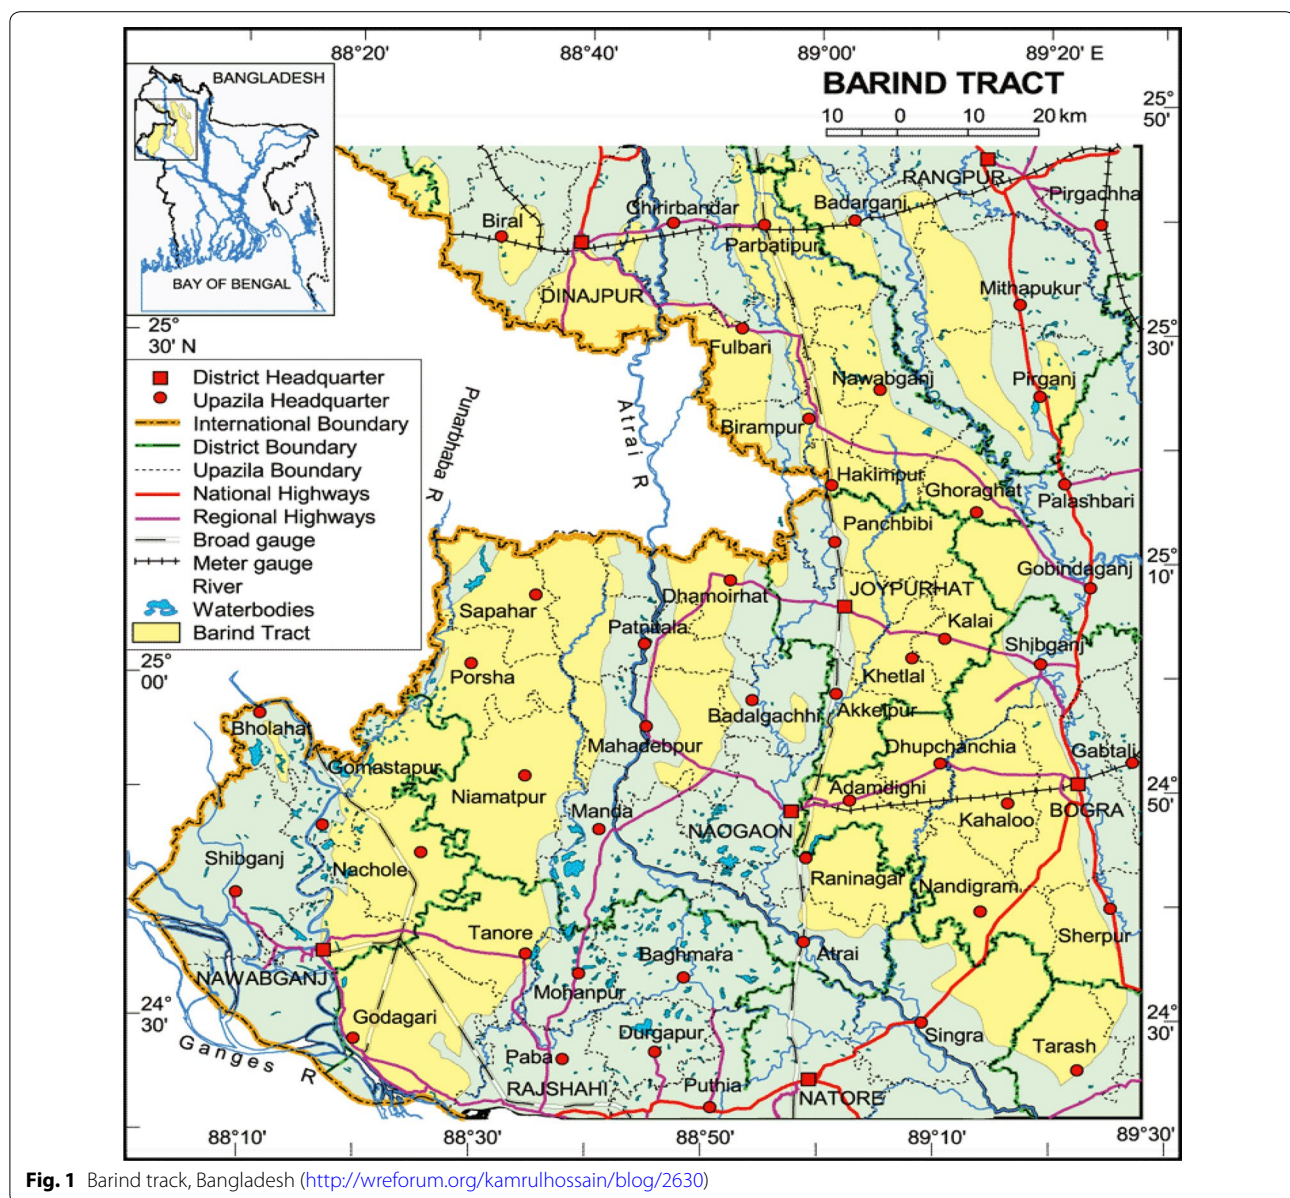 88°20'
88°40'
89°00'
89°20' E
BANGLADESH
BAY OF BENGAL
BARIND TRACT
10 0 10 20 km
25°
50'
RANGPUR
Pirgachha
Biral
Chirirbandar
Badarganj
Parbatipur
DINAJPUR
Mithapukur
25°
30' N
25°
30'
Fulbari
Nawabganj
Pirganj
District Headquarter
Upazila Headquarter
International Boundary
District Boundary
Upazila Boundary
National Highways
Regional Highways
Broad gauge
Meter gauge
River
Waterbodies
Barind Tract
Punarbhaba R
Atrai R
Birampur
Hakimpur
Ghoraghat
Palashbari
Panchbibi
25°
10'
Gobindaganj
JOYPURHAT
Dhamoirhat
Sapahar
Patnitala
Kalai
Shibganj
25°
00'
Porsha
Khetlal
Badalgachhi
Akkelpur
Bholahat
Mahadebpur
Dhupchanchia
Gabtali
Gomastapur
Niamatpur
Adamdighi
24°
50'
Manda
NAOGAON
Kahaloo
BOGRA
Shibganj
Nachole
Raninagar
Nandigram
Tanore
Sherpur
Baghmara
Atrai
NAWABGANJ
Mohanpur
24°
30'
24°
30'
Godagari
Durgapur
Singra
Tarash
Ganges R
Paba
RAJSHAHI
Puthia
NATORE
88°10'
88°30'
88°50'
89°10'
89°30'
Fig. 1 Barind track, Bangladesh (http://wreforum.org/kamrulhossain/blog/2630)